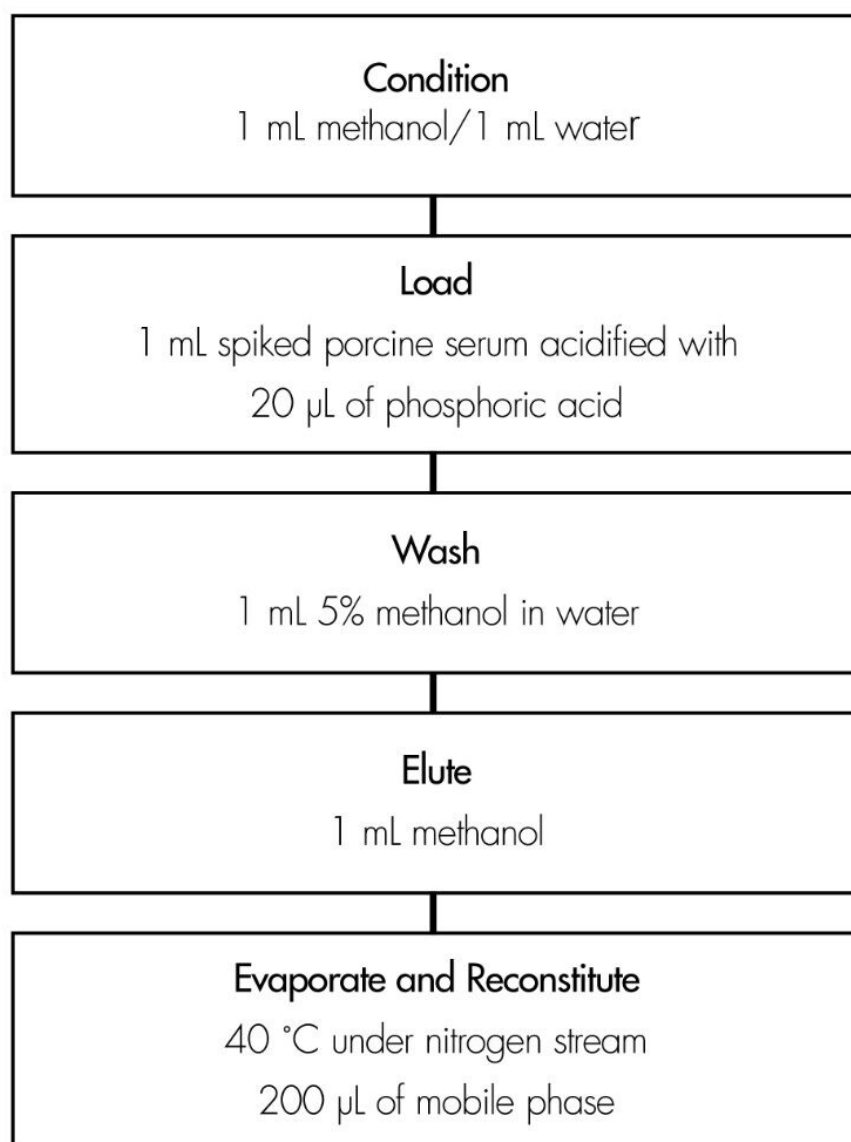 Condition
1 mL methanol/1 mL water
Load
1 mL spiked porcine serum acidified with
20 µL of phosphoric acid
Wash
1 mL 5% methanol in water
Elute
1 mL methanol
Evaporate and Reconstitute
40 °C under nitrogen stream
200 µL of mobile phase